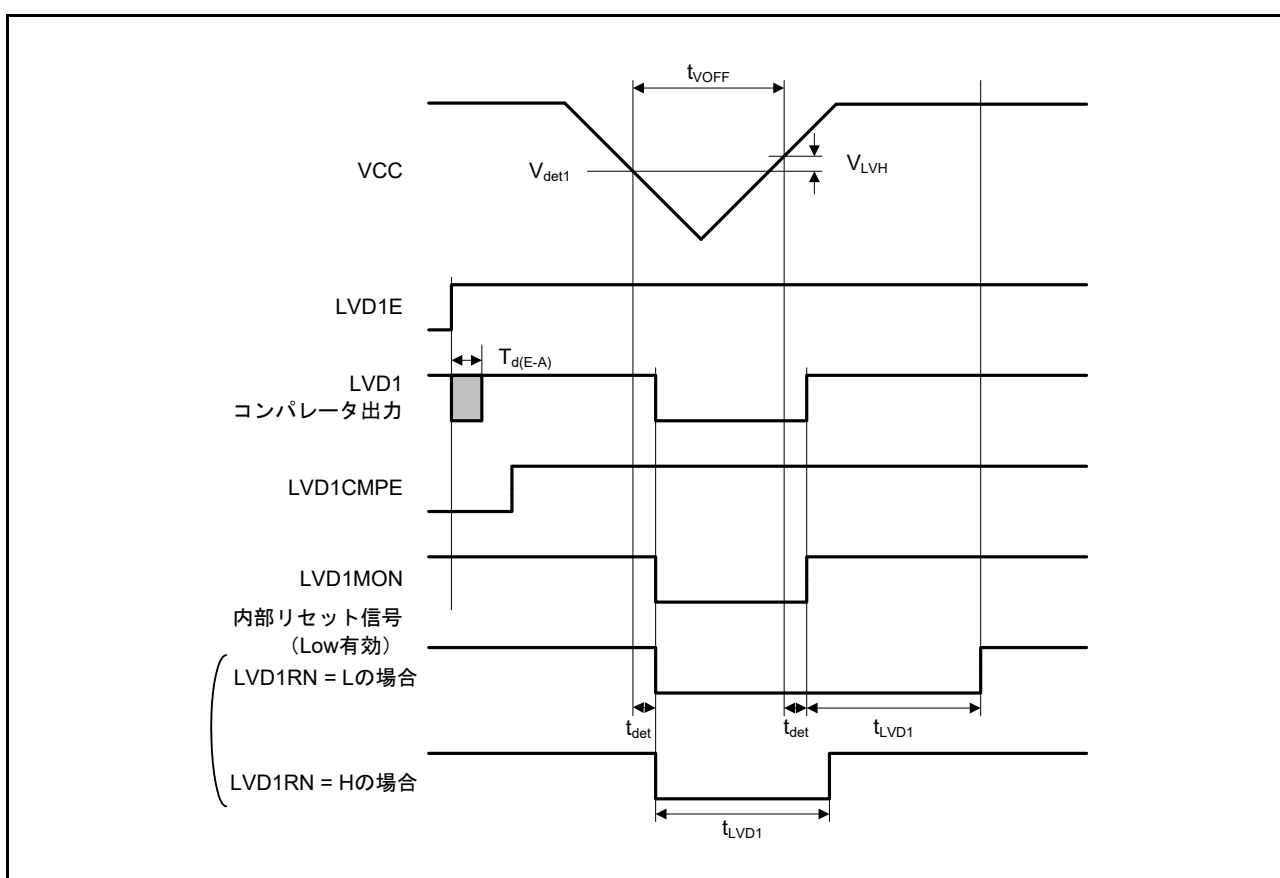 tVOFF
VCC
Vdet1
VLVH
LVD1E
Td(E-A)
LVD1
コンパレータ出力
LVD1CMPE
LVD1MON
内部リセット信号
（Low有効）
LVD1RN = Lの場合
tdet
tdet
tLVD1
LVD1RN = Hの場合
tLVD1